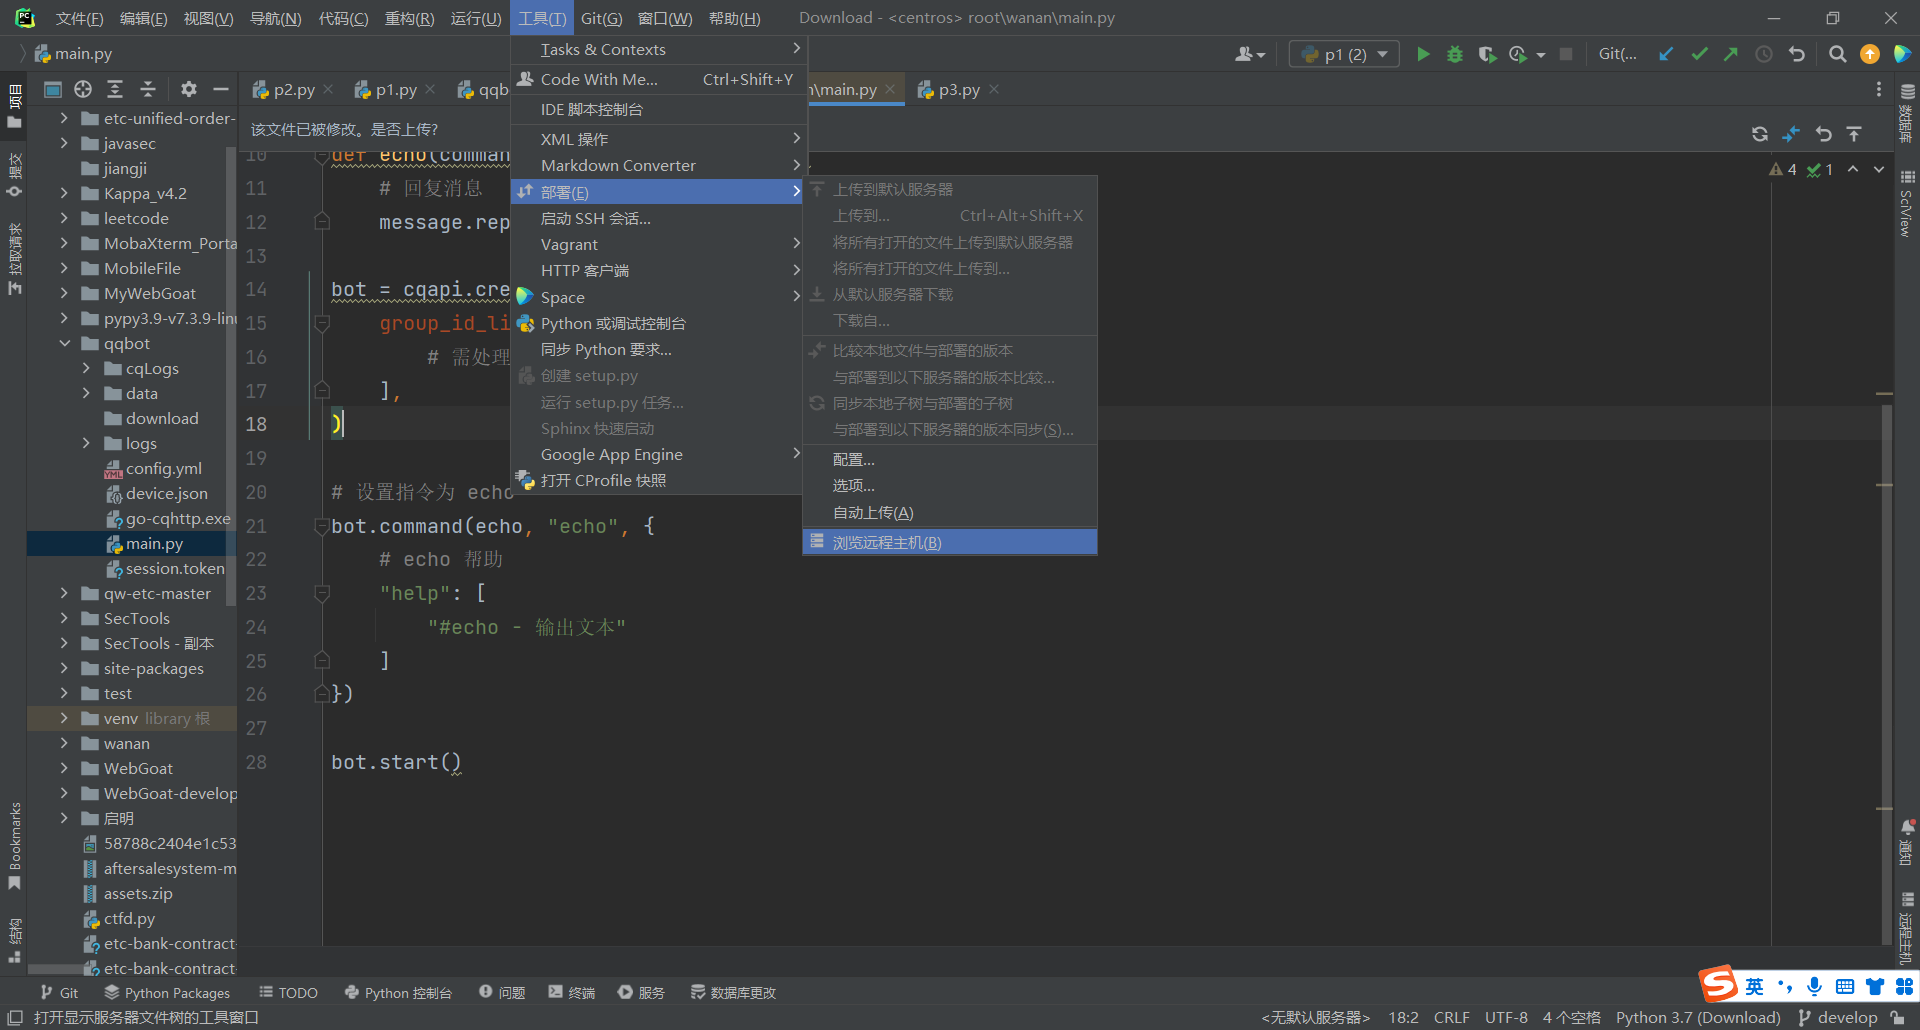 文件(F) 编辑(E) 视图(V) 导航(N) 代码(C) 重构(R) 运行(U) 工具(T) Git(G) 窗口(W) 帮助(H) Download - <centros> root\wanan\main.py
main.py
p1 (2)
Git(...
p2.py
p1.py
qqb
n\main.py
p3.py
该文件已被修改。是否上传?
项目
提交
拉取请求
Bookmarks
结构
etc-unified-order-
javasec
jiangji
Kappa_v4.2
leetcode
MobaXterm_Porta
MobileFile
MyWebGoat
pypy3.9-v7.3.9-linu
qqbot
cqLogs
data
download
logs
config.yml
device.json
go-cqhttp.exe
main.py
session.token
qw-etc-master
SecTools
SecTools - 副本
site-packages
test
venv library 根
wanan
WebGoat
WebGoat-develop
启明
58788c2404e1c53
aftersalesystem-m
assets.zip
ctfd.py
etc-bank-contract-
etc-bank-contract-
10 def echo(comman
11 # 回复消息
12 message.rep
13
14 bot = cqapi.cre
15 group_id_li
16 # 需处理
17 ],
18 )
19
20 # 设置指令为 echo
21 bot.command(echo, "echo", {
22 # echo 帮助
23 "help": [
24 "#echo - 输出文本"
25 ]
26 })
27
28 bot.start()
Tasks & Contexts
Code With Me... Ctrl+Shift+Y
IDE 脚本控制台
XML 操作
Markdown Converter
部署(E)
启动 SSH 会话...
Vagrant
HTTP 客户端
Space
Python 或调试控制台
同步 Python 要求...
创建 setup.py
运行 setup.py 任务...
Sphinx 快速启动
Google App Engine
打开 CProfile 快照
上传到默认服务器
上传到... Ctrl+Alt+Shift+X
将所有打开的文件上传到默认服务器
将所有打开的文件上传到...
从默认服务器下载
下载自...
比较本地文件与部署的版本
与部署到以下服务器的版本比较...
同步本地子树与部署的子树
与部署到以下服务器的版本同步(S)...
配置...
选项...
自动上传(A)
浏览远程主机(B)
4 1
数据库
SciView
通知
远程主机
Git Python Packages TODO Python 控制台 问题 终端 服务 数据库更改
英
打开显示服务器文件树的工具窗口
<无默认服务器> 18:2 CRLF UTF-8 4 个空格 Python 3.7 (Download) develop